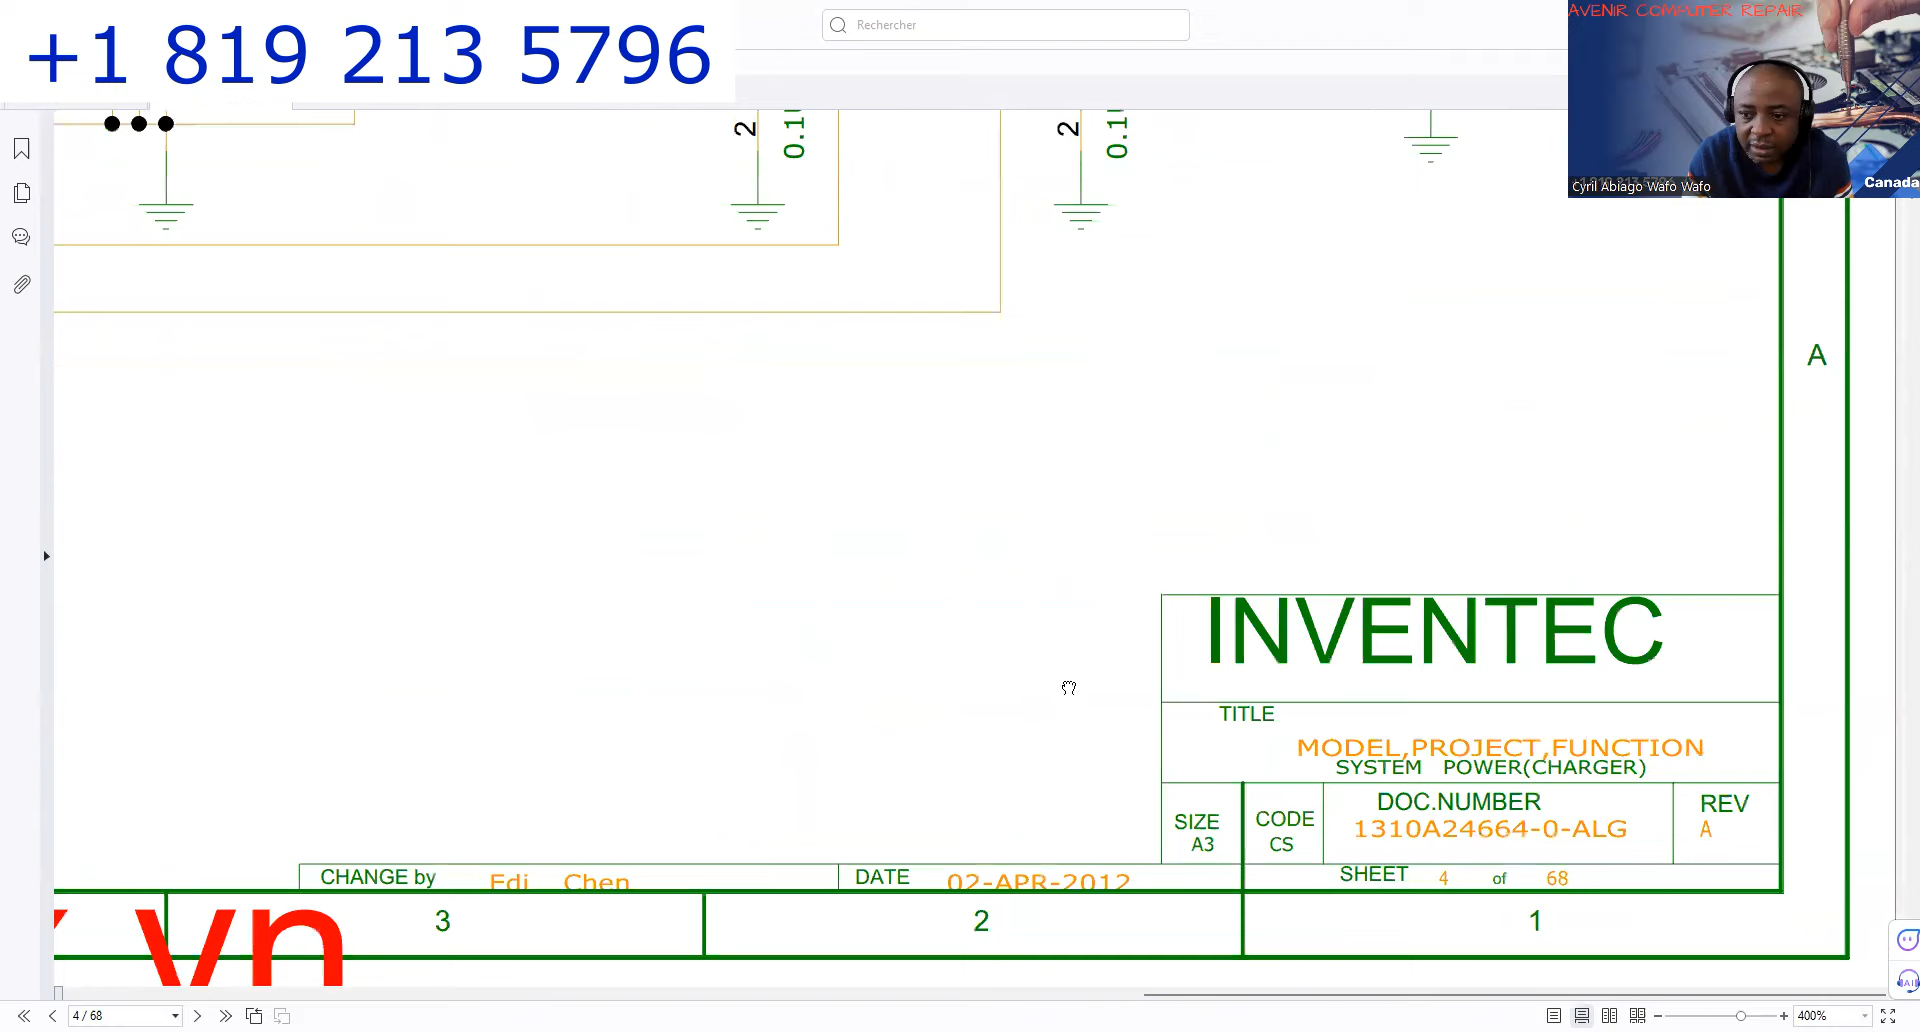 +1 819 213 5796
Rechercher
AVENIR COMPUTER REPAIR
Cyril Abiago Wafo Wafo
Canada
2
0.1
2
0.1
A
INVENTEC
TITLE
MODEL,PROJECT,FUNCTION
SYSTEM POWER(CHARGER)
SIZE
A3
CODE
CS
DOC.NUMBER
1310A24664-0-ALG
REV
A
CHANGE by Edi Chen
DATE 02-APR-2012
SHEET 4 of 68
3
2
1
vn
4 / 68
400%